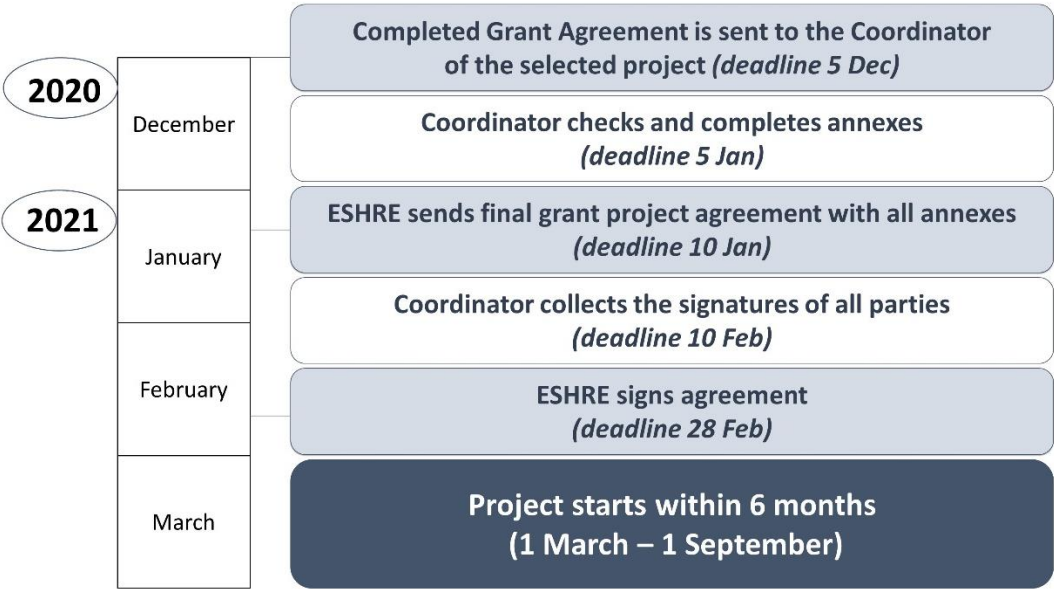 2020
December
2021
January
February
March
Completed Grant Agreement is sent to the Coordinator
of the selected project (deadline 5 Dec)
Coordinator checks and completes annexes
(deadline 5 Jan)
ESHRE sends final grant project agreement with all annexes
(deadline 10 Jan)
Coordinator collects the signatures of all parties
(deadline 10 Feb)
ESHRE signs agreement
(deadline 28 Feb)
Project starts within 6 months
(1 March – 1 September)